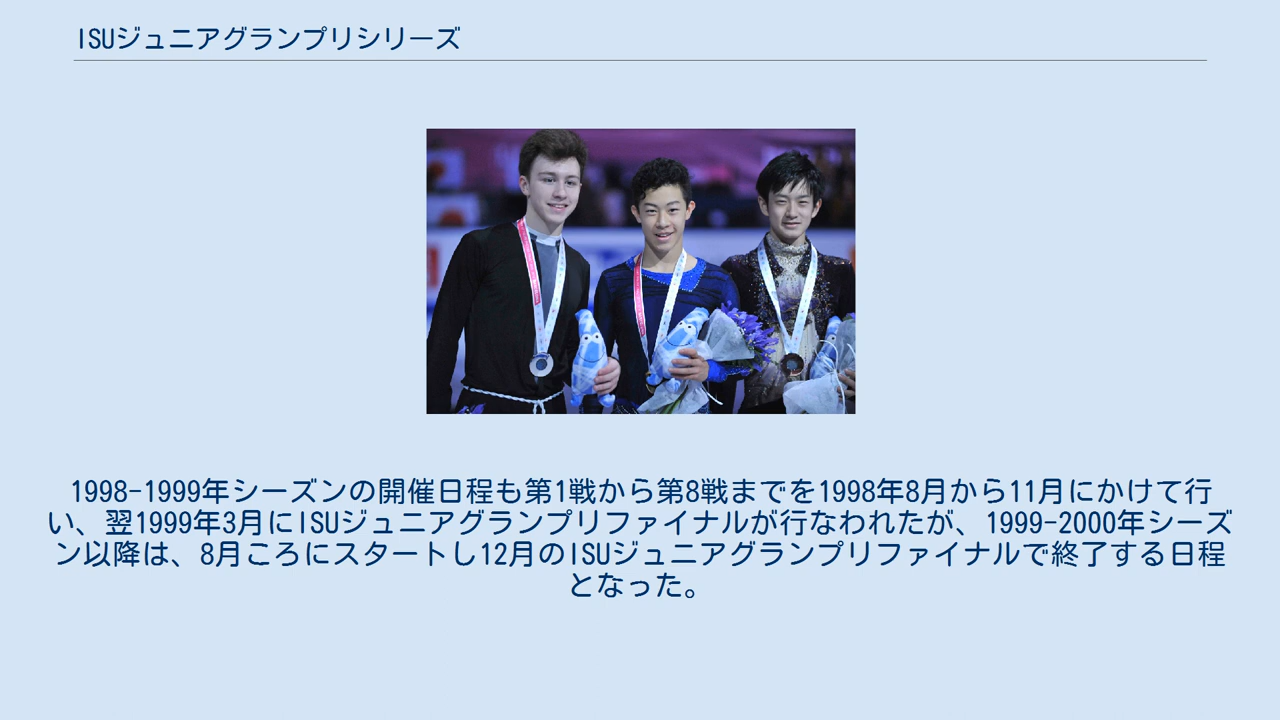 ISUジュニアグランプリシリーズ
1998-1999年シーズンの開催日程も第1戦から第8戦までを1998年8月から11月にかけて行
い、翌1999年3月にISUジュニアグランプリファイナルが行なわれたが、1999-2000年シーズ
ン以降は、8月ころにスタートし12月のISUジュニアグランプリファイナルで終了する日程
となった。